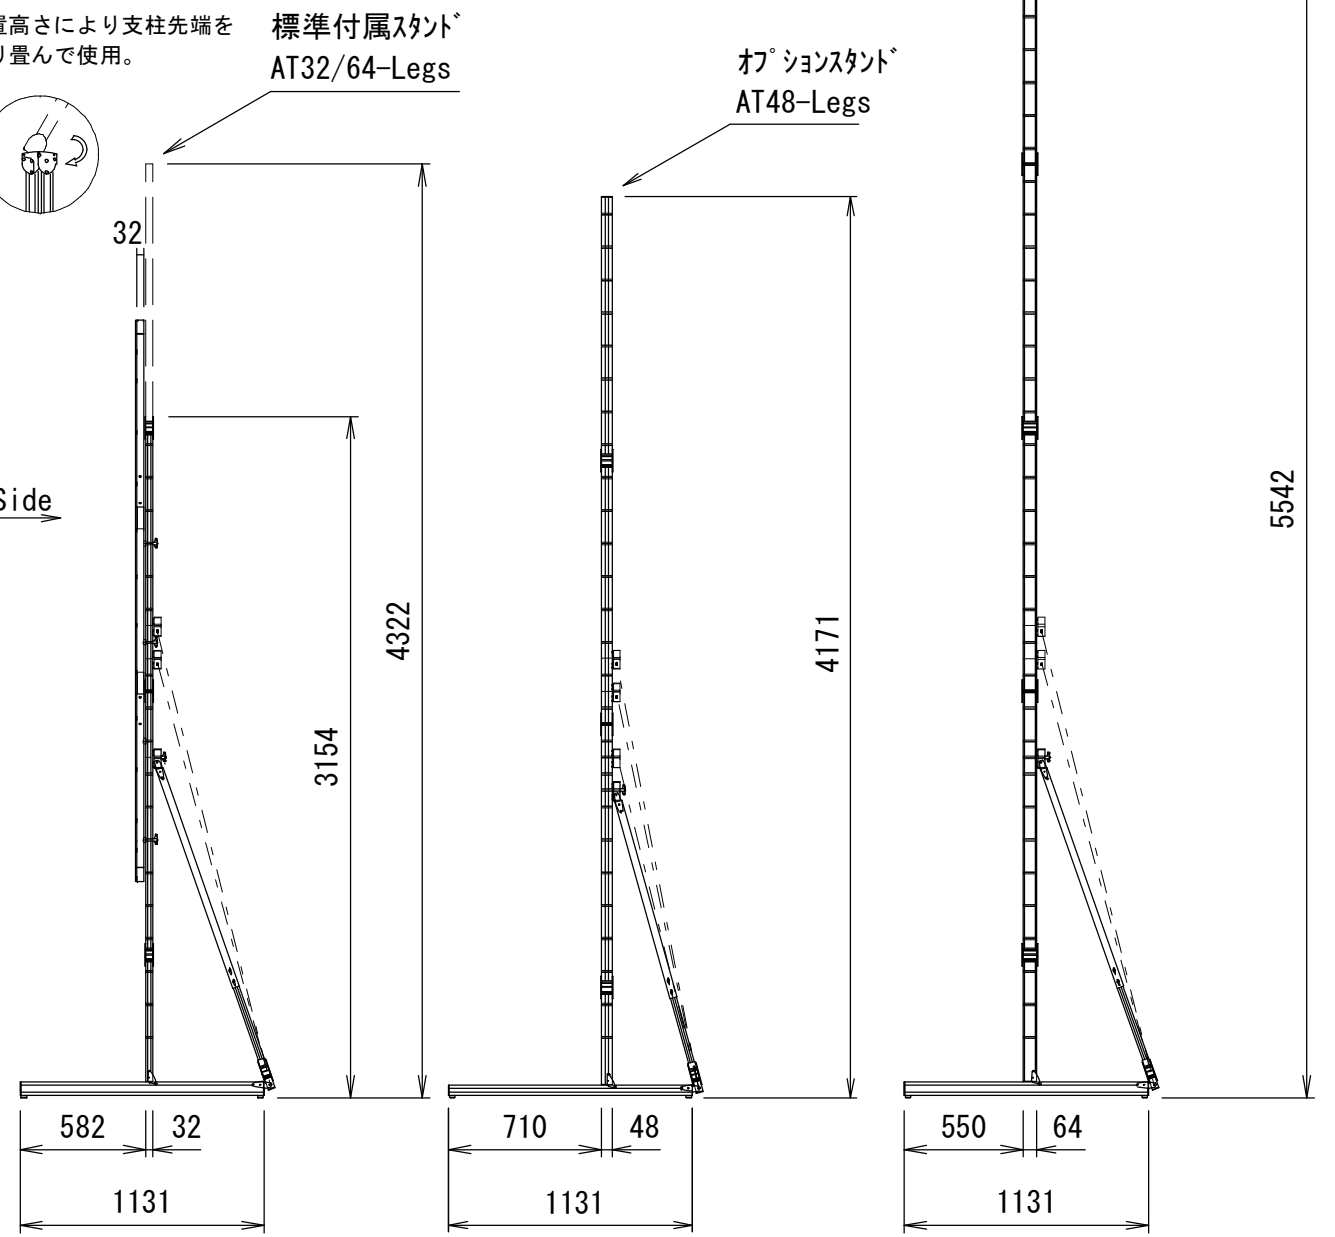 置高さにより支柱先端を
り畳んで使用。
標準付属ｽﾀﾝﾄﾞ
AT32/64-Legs
ｵﾌﾟｼｮﾝｽﾀﾝﾄﾞ
AT48-Legs
32
Side
5542
4322
4171
3154
582
32
710
48
550
64
1131
1131
1131